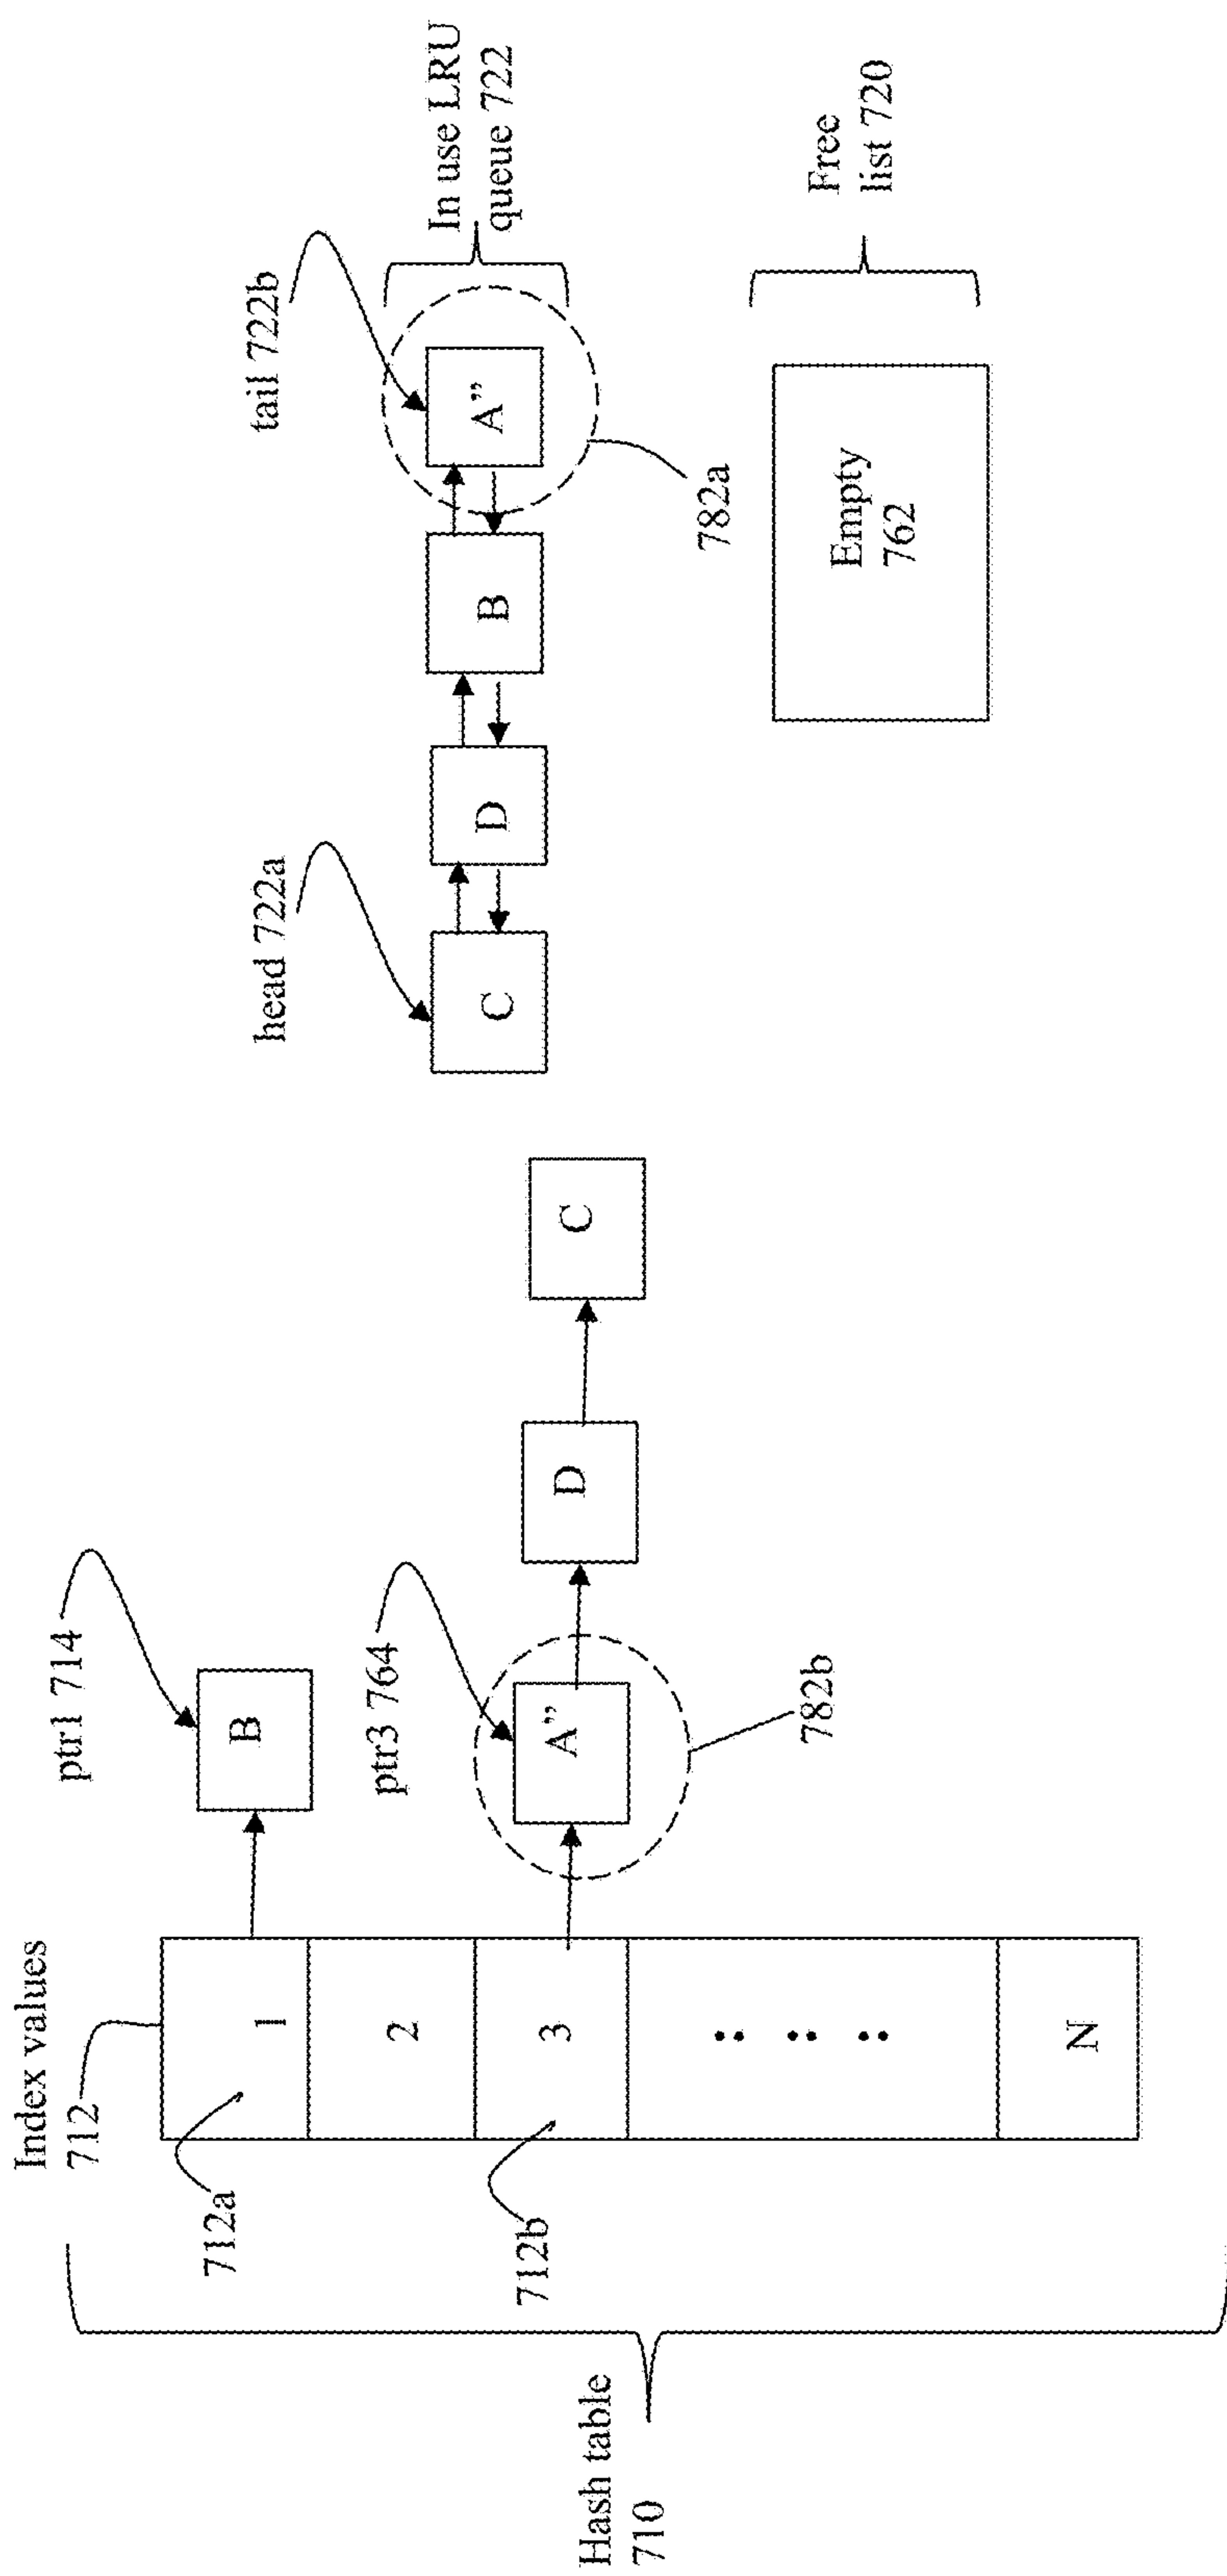 Hash table
710
Index values
712
712a
712b
1
2
3
N
ptr1 714
B
ptr3 764
A”
D
C
782b
head 722a
tail 722b
C
D
B
A”
782a
In use LRU
queue 722
Empty
762
Free
list 720